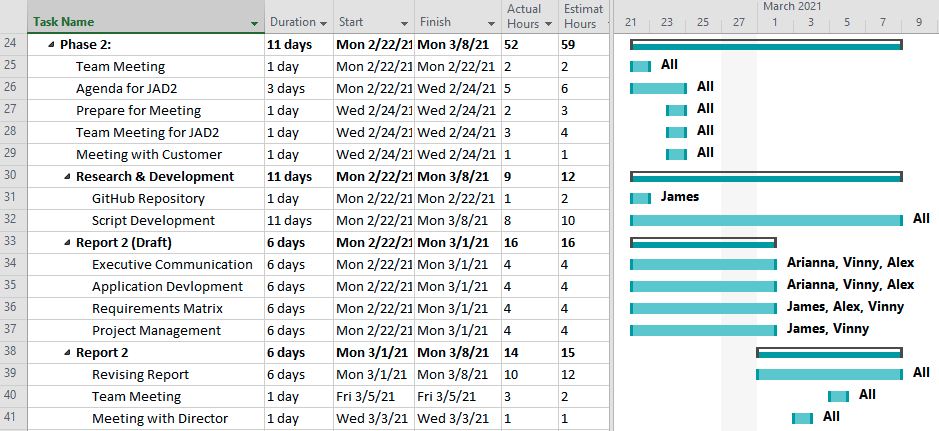 March 2021
Task Name Duration Start Finish Actual Hours Estimat Hours 21 23 25 27 1 3 5 7 9
24 Phase 2: 11 days Mon 2/22/21 Mon 3/8/21 52 59
25 Team Meeting 1 day Mon 2/22/21 Mon 2/22/21 2 2 All
26 Agenda for JAD2 3 days Mon 2/22/21 Wed 2/24/21 5 6 All
27 Prepare for Meeting 1 day Wed 2/24/21 Wed 2/24/21 2 3 All
28 Team Meeting for JAD2 1 day Wed 2/24/21 Wed 2/24/21 3 4 All
29 Meeting with Customer 1 day Wed 2/24/21 Wed 2/24/21 1 1 All
30 Research & Development 11 days Mon 2/22/21 Mon 3/8/21 9 12
31 GitHub Repository 1 day Mon 2/22/21 Mon 2/22/21 1 2 James
32 Script Development 11 days Mon 2/22/21 Mon 3/8/21 8 10 All
33 Report 2 (Draft) 6 days Mon 2/22/21 Mon 3/1/21 16 16
34 Executive Communication 6 days Mon 2/22/21 Mon 3/1/21 4 4 Arianna, Vinny, Alex
35 Application Devlopment 6 days Mon 2/22/21 Mon 3/1/21 4 4 Arianna, Vinny, Alex
36 Requirements Matrix 6 days Mon 2/22/21 Mon 3/1/21 4 4 James, Alex, Vinny
37 Project Management 6 days Mon 2/22/21 Mon 3/1/21 4 4 James, Vinny
38 Report 2 6 days Mon 3/1/21 Mon 3/8/21 14 15
39 Revising Report 6 days Mon 3/1/21 Mon 3/8/21 10 12 All
40 Team Meeting 1 day Fri 3/5/21 Fri 3/5/21 3 2 All
41 Meeting with Director 1 day Wed 3/3/21 Wed 3/3/21 1 1 All